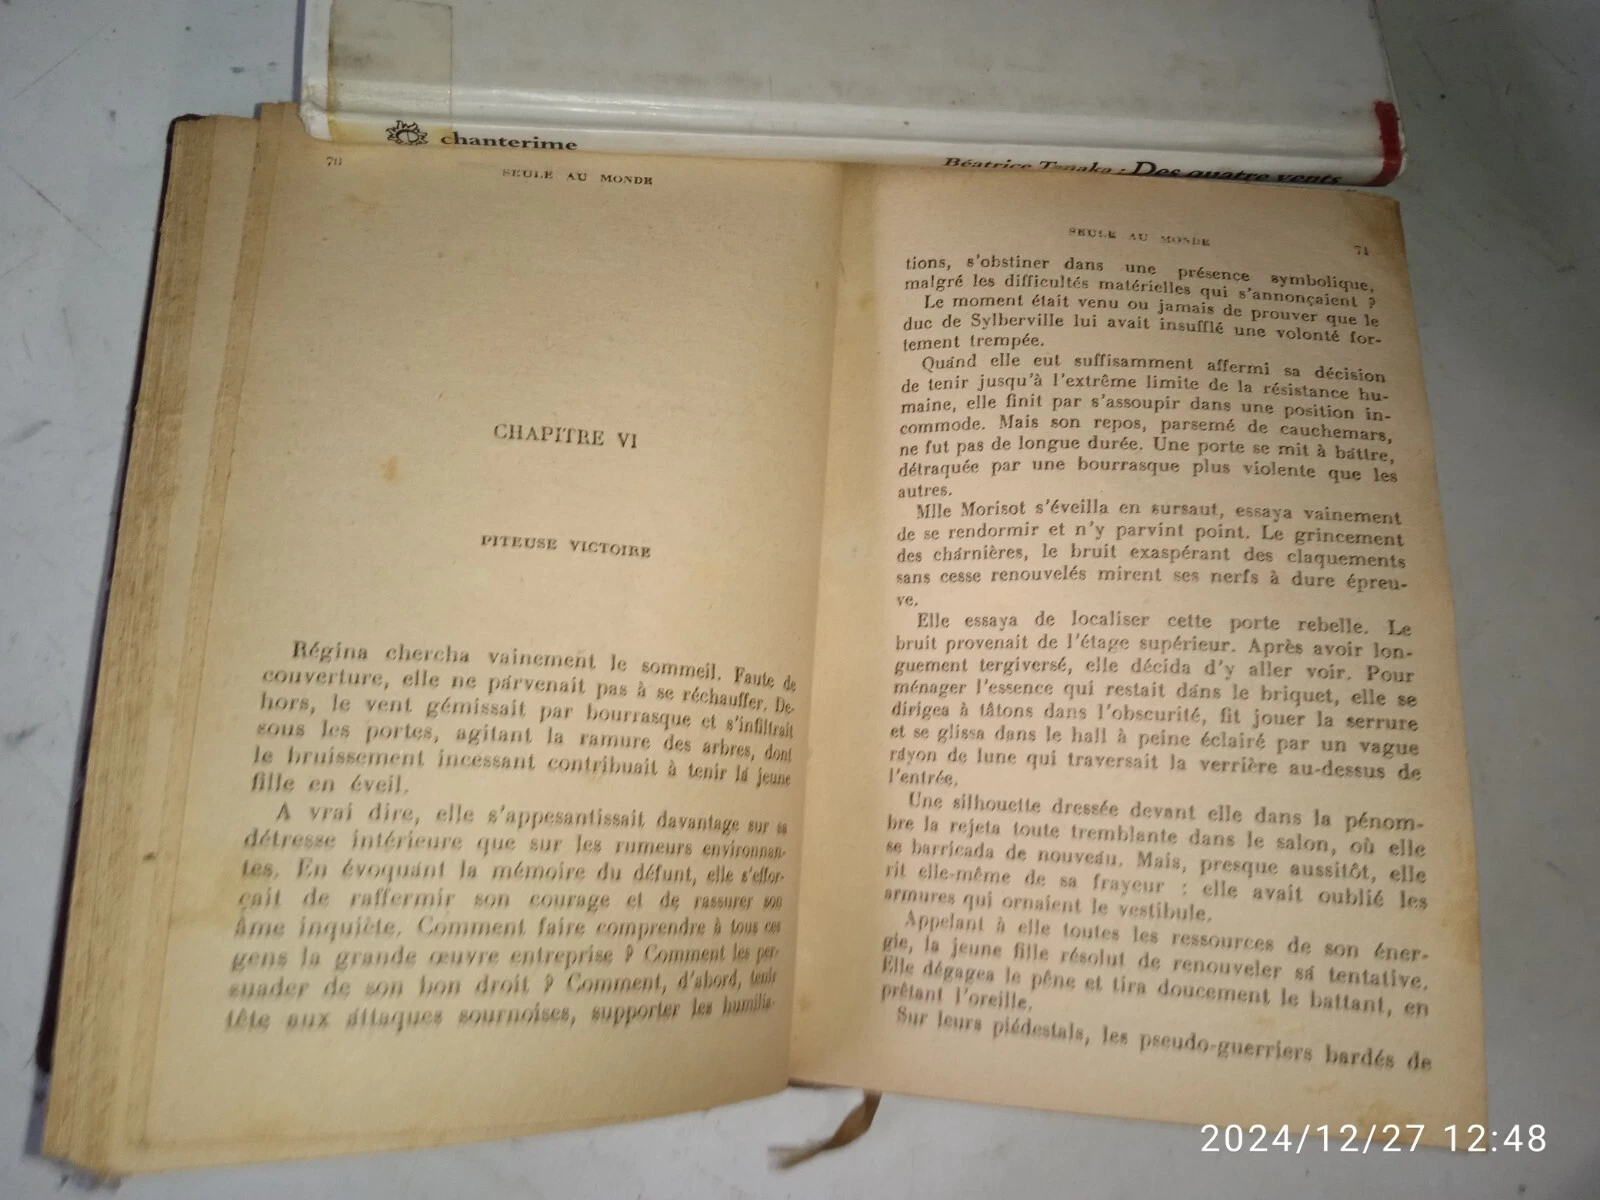 chanterime
Béatrice Tanaka : Des quatre vents
70
SEULE AU MONDE
CHAPITRE VI
PITEUSE VICTOIRE
Régina chercha vainement le sommeil. Faute de
couverture, elle ne parvenait pas à se réchauffer. De-
hors, le vent gémissait par bourrasque et s'infiltrait
sous les portes, agitant la ramure des arbres, dont
le bruissement incessant contribuait à tenir la jeune
fille en éveil.
A vrai dire, elle s'appesantissait davantage sur sa
détresse intérieure que sur les rumeurs environnan-
tes. En évoquant la mémoire du défunt, elle s'effor-
çait de raffermir son courage et de rassurer son
âme inquiète. Comment faire comprendre à tous ces
gens la grande œuvre entreprise ? Comment les per-
suader de son bon droit ? Comment, d'abord, tenir
tête aux attaques sournoises, supporter les humilia-
SEULE AU MONDE
71
tions, s'obstiner dans une présence symbolique,
malgré les difficultés matérielles qui s'annonçaient ?
Le moment était venu ou jamais de prouver que le
duc de Sylberville lui avait insufflé une volonté for-
tement trempée.
Quand elle eut suffisamment affermi sa décision
de tenir jusqu'à l'extrême limite de la résistance hu-
maine, elle finit par s'assoupir dans une position in-
commode. Mais son repos, parsemé de cauchemars,
ne fut pas de longue durée. Une porte se mit à battre,
détraquée par une bourrasque plus violente que les
autres.
Mlle Morisot s'éveilla en sursaut, essaya vainement
de se rendormir et n'y parvint point. Le grincement
des charnières, le bruit exaspérant des claquements
sans cesse renouvelés mirent ses nerfs à dure épreu-
ve.
Elle essaya de localiser cette porte rebelle. Le
bruit provenait de l'étage supérieur. Après avoir lon-
guement tergiversé, elle décida d'y aller voir. Pour
ménager l'essence qui restait dans le briquet, elle se
dirigea à tâtons dans l'obscurité, fit jouer la serrure
et se glissa dans le hall à peine éclairé par un vague
rayon de lune qui traversait la verrière au-dessus de
l'entrée.
Une silhouette dressée devant elle dans la pénom-
bre la rejeta toute tremblante dans le salon, où elle
se barricada de nouveau. Mais, presque aussitôt, elle
rit elle-même de sa frayeur : elle avait oublié les
armures qui ornaient le vestibule.
Appelant à elle toutes les ressources de son éner-
gie, la jeune fille résolut de renouveler sa tentative.
Elle dégagea le pêne et tira doucement le battant, en
prêtant l'oreille.
Sur leurs piédestals, les pseudo-guerriers bardés de
2024/12/27 12:48